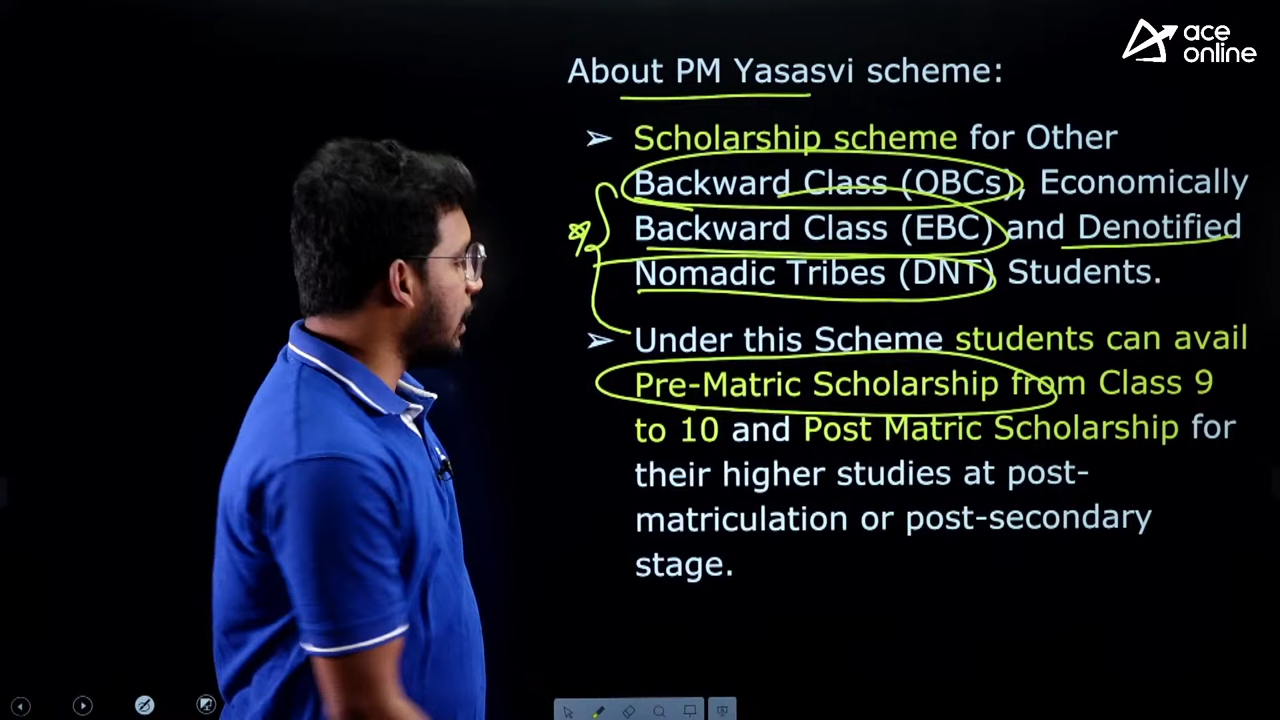 ace
online
About PM Yasasvi scheme:
➢ Scholarship scheme for Other
Backward Class (OBCs), Economically
Backward Class (EBC) and Denotified
Nomadic Tribes (DNT) Students.
➢ Under this Scheme students can avail
Pre-Matric Scholarship from Class 9
to 10 and Post Matric Scholarship for
their higher studies at post-
matriculation or post-secondary
stage.